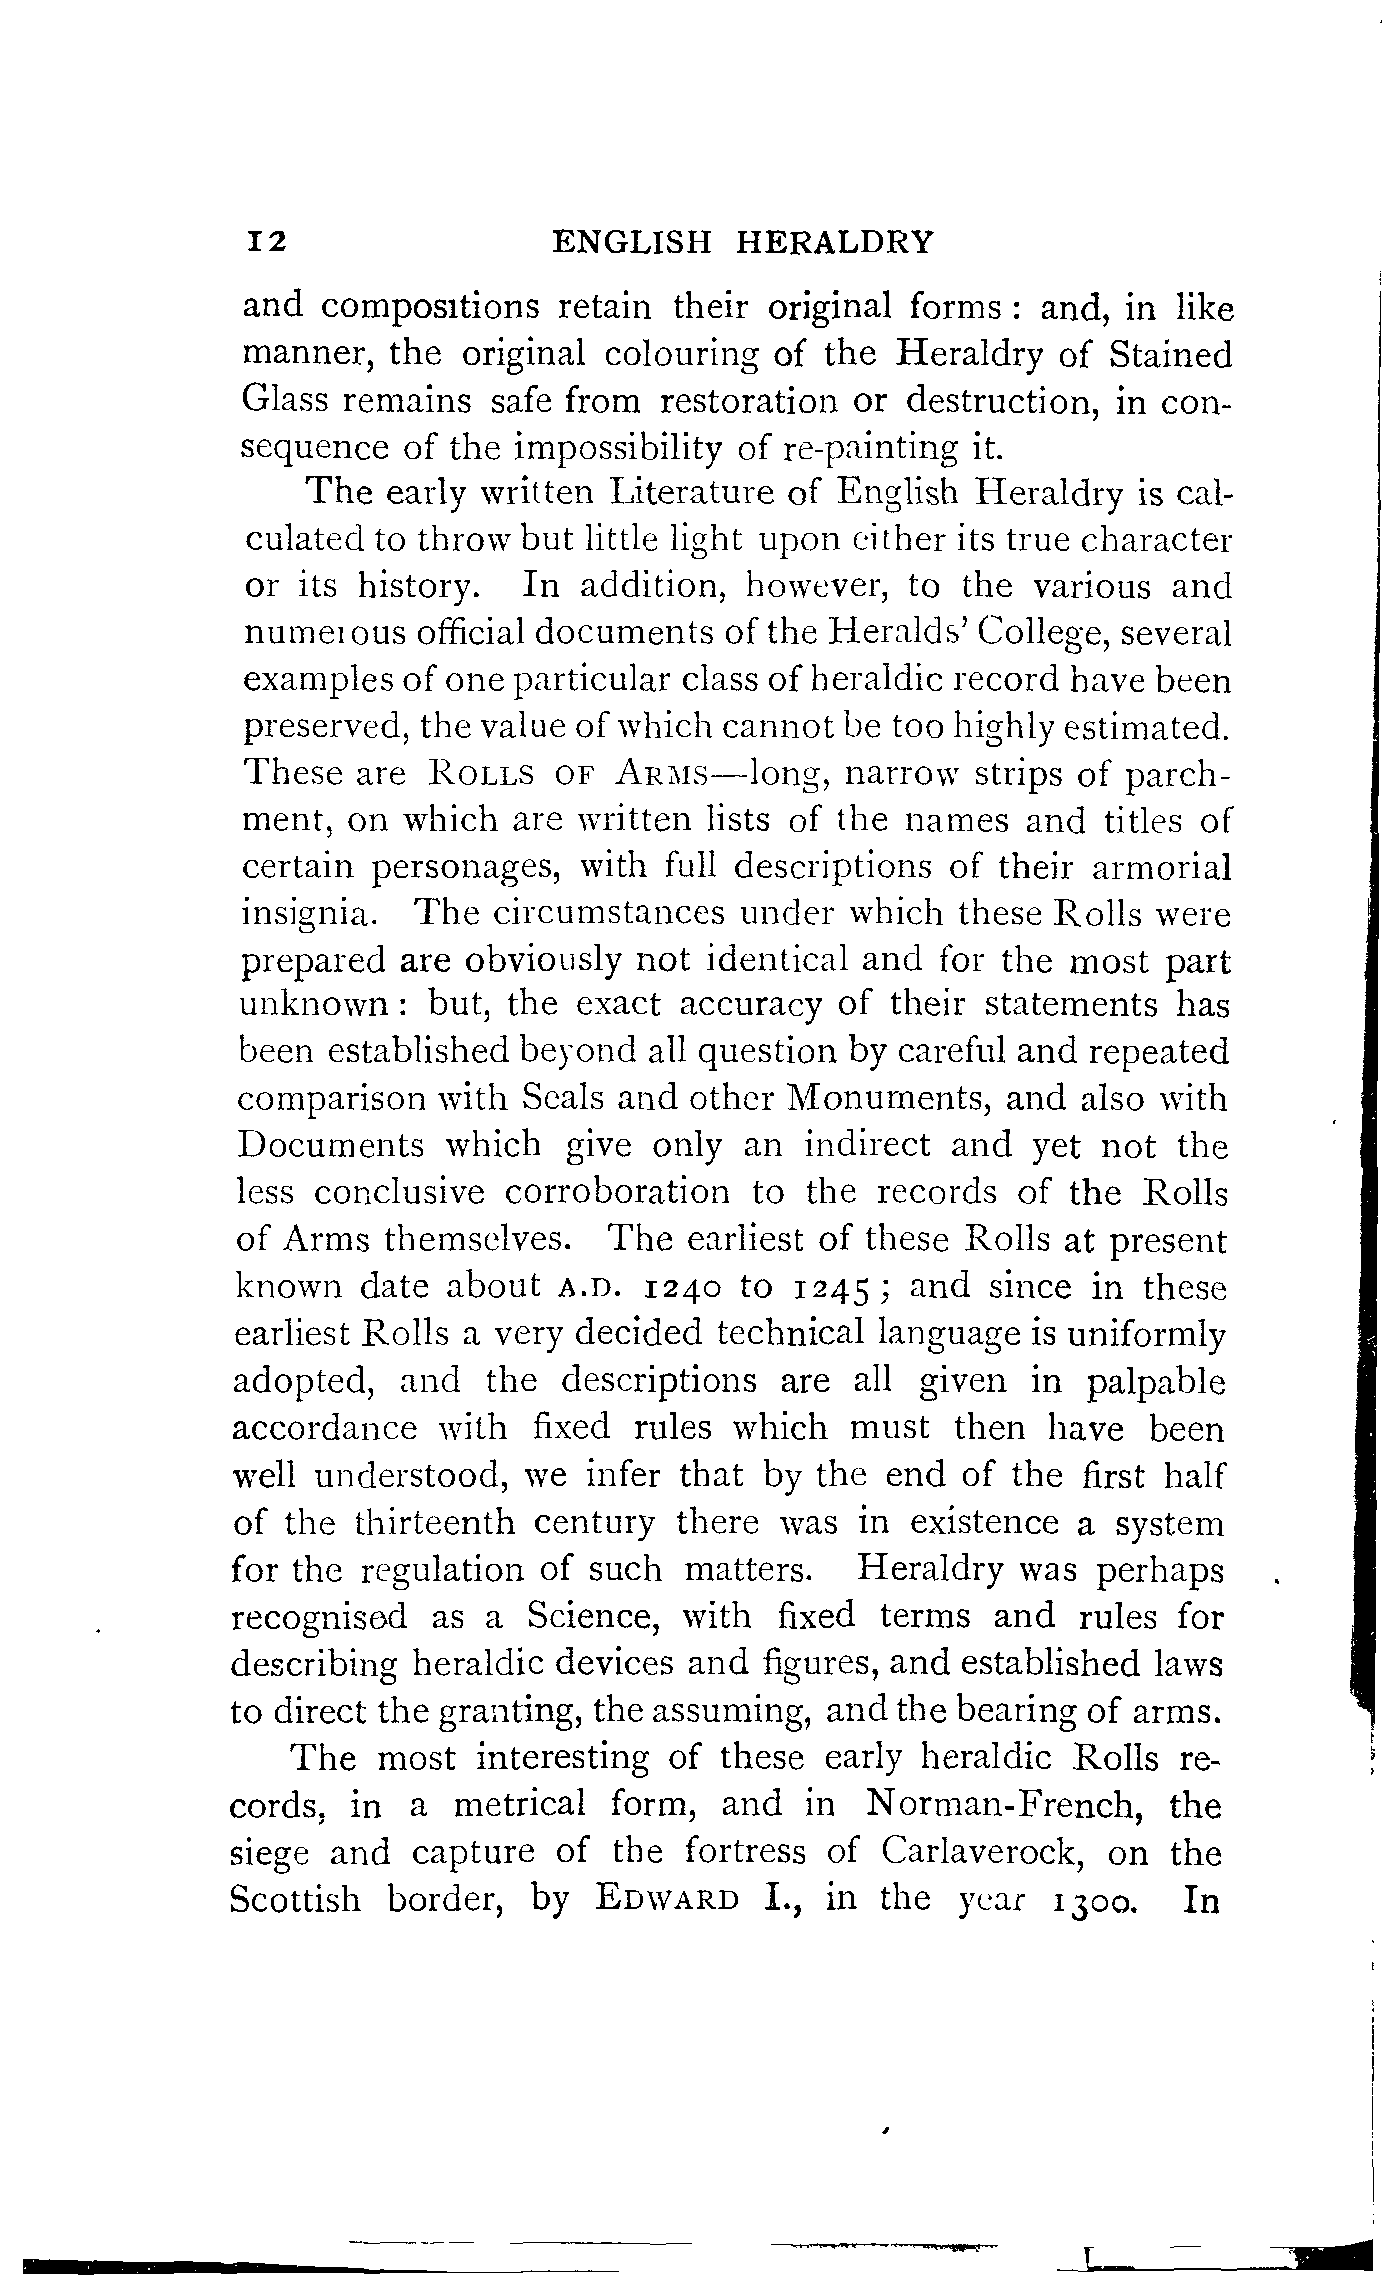 12 ENGLISH HERALDRY
and compositions retain their original forms : and, in like
manner, the original colouring of the Heraldry of Stained
Glass remains safe from restoration or destruction, in con-
sequence of the impossibility of re-painting it.
The early written Literature of English Heraldry is cal-
culated to throw but little light upon either its true character
or its history. In addition, however, to the various and
numerous official documents of the Heralds’ College, several
examples of one particular class of heraldic record have been
preserved, the value of which cannot be too highly estimated.
These are ROLLS OF ARMS—long, narrow strips of parch-
ment, on which are written lists of the names and titles of
certain personages, with full descriptions of their armorial
insignia. The circumstances under which these Rolls were
prepared are obviously not identical and for the most part
unknown : but, the exact accuracy of their statements has
been established beyond all question by careful and repeated
comparison with Seals and other Monuments, and also with
Documents which give only an indirect and yet not the
less conclusive corroboration to the records of the Rolls
of Arms themselves. The earliest of these Rolls at present
known date about A.D. 1240 to 1245 ; and since in these
earliest Rolls a very decided technical language is uniformly
adopted, and the descriptions are all given in palpable
accordance with fixed rules which must then have been
well understood, we infer that by the end of the first half
of the thirteenth century there was in existence a system
for the regulation of such matters. Heraldry was perhaps
recognised as a Science, with fixed terms and rules for
describing heraldic devices and figures, and established laws
to direct the granting, the assuming, and the bearing of arms.
The most interesting of these early heraldic Rolls re-
cords, in a metrical form, and in Norman-French, the
siege and capture of the fortress of Carlaverock, on the
Scottish border, by EDWARD I., in the year 1300. In